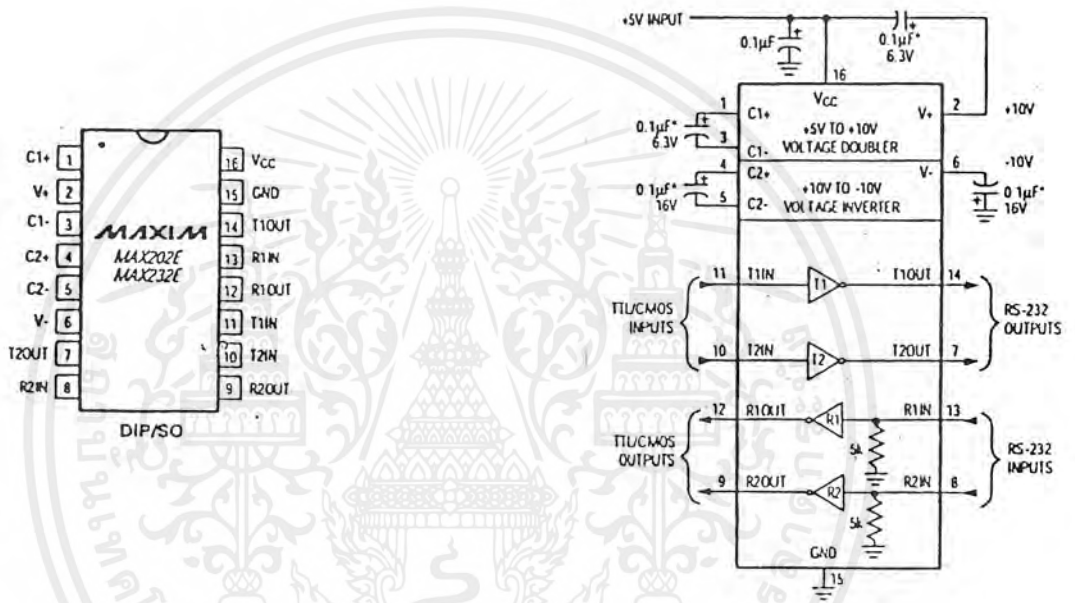 C1+ 1
V+ 2
C1- 3
C2+ 4
C2- 5
V- 6
T2OUT 7
R2IN 8
MAXIM
MAX202E
MAX232E
16 VCC
15 GND
14 T1OUT
13 R1IN
12 R1OUT
11 T1IN
10 T2IN
9 R2OUT
DIP/SO
+5V INPUT
0.1µF
0.1µF*
6.3V
16
VCC
1 C1+
0.1µF*
6.3V
3
C1-
+5V TO +10V
VOLTAGE DOUBLER
V+ 2 +10V
4 C2+
0.1µF*
16V
5 C2-
+10V TO -10V
VOLTAGE INVERTER
V- 6 -10V
0.1µF*
16V
TTL/CMOS
INPUTS
11 T1IN T1 T1OUT 14
10 T2IN T2 T2OUT 7
RS-232
OUTPUTS
TTL/CMOS
OUTPUTS
12 R1OUT R1 R1IN 13
5k
9 R2OUT R2 R2IN 8
5k
RS-232
INPUTS
GND
15